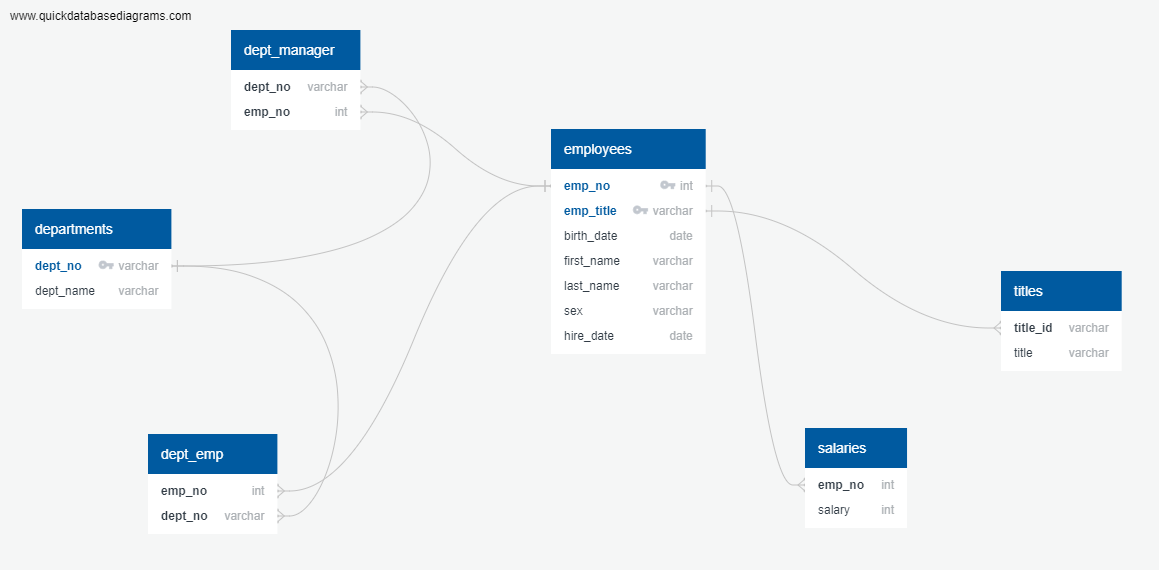 www.quickdatabasediagrams.com
dept_manager
dept_no varchar
emp_no int
employees
emp_no int
emp_title varchar
birth_date date
first_name varchar
last_name varchar
sex varchar
hire_date date
departments
dept_no varchar
dept_name varchar
titles
title_id varchar
title varchar
dept_emp
emp_no int
dept_no varchar
salaries
emp_no int
salary int